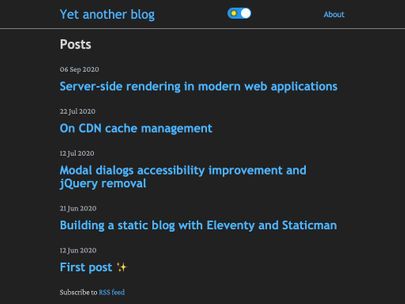 Yet another blog
About
Posts
06 Sep 2020
Server-side rendering in modern web applications
22 Jul 2020
On CDN cache management
12 Jul 2020
Modal dialogs accessibility improvement and
jQuery removal
21 Jun 2020
Building a static blog with Eleventy and Staticman
12 Jun 2020
First post ✨
Subscribe to RSS feed